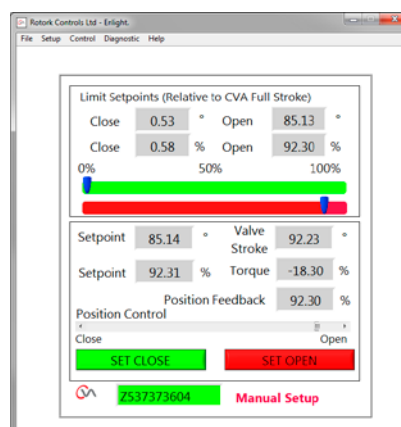 Rotork Controls Ltd - Enlight.
File Setup Control Diagnostic Help
Limit Setpoints (Relative to CVA Full Stroke)
Close 0.53 ° Open 85.13 °
Close 0.58 % Open 92.30 %
0% 50% 100%
Setpoint 85.14 ° Valve Stroke 92.23 °
Setpoint 92.31 % Torque -18.30 %
Position Feedback 92.30 %
Position Control
Close Open
SET CLOSE SET OPEN
CVA Z537373604 Manual Setup